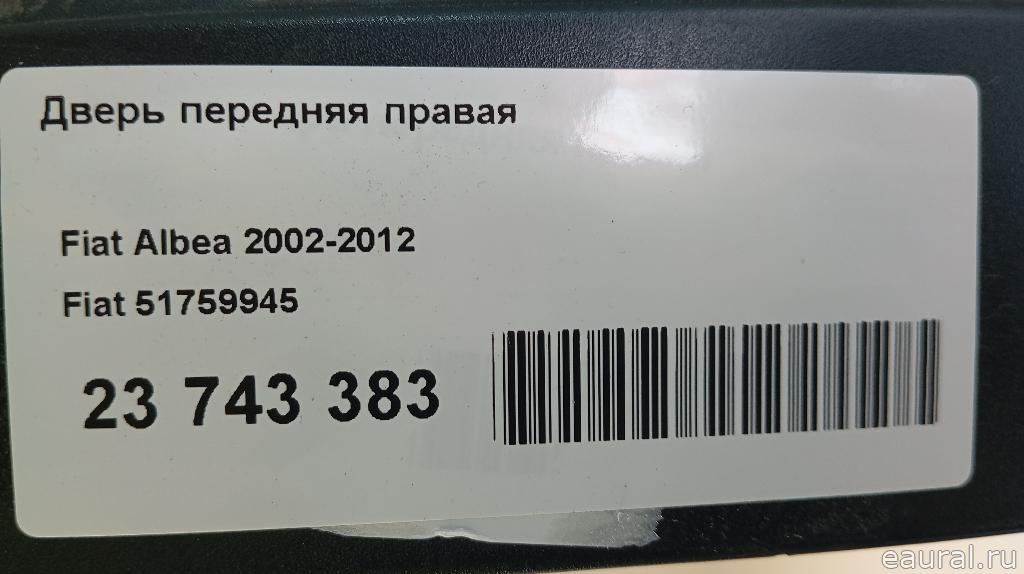 Дверь передняя правая
Fiat Albea 2002-2012
Fiat 51759945
23 743 383
eaural.ru